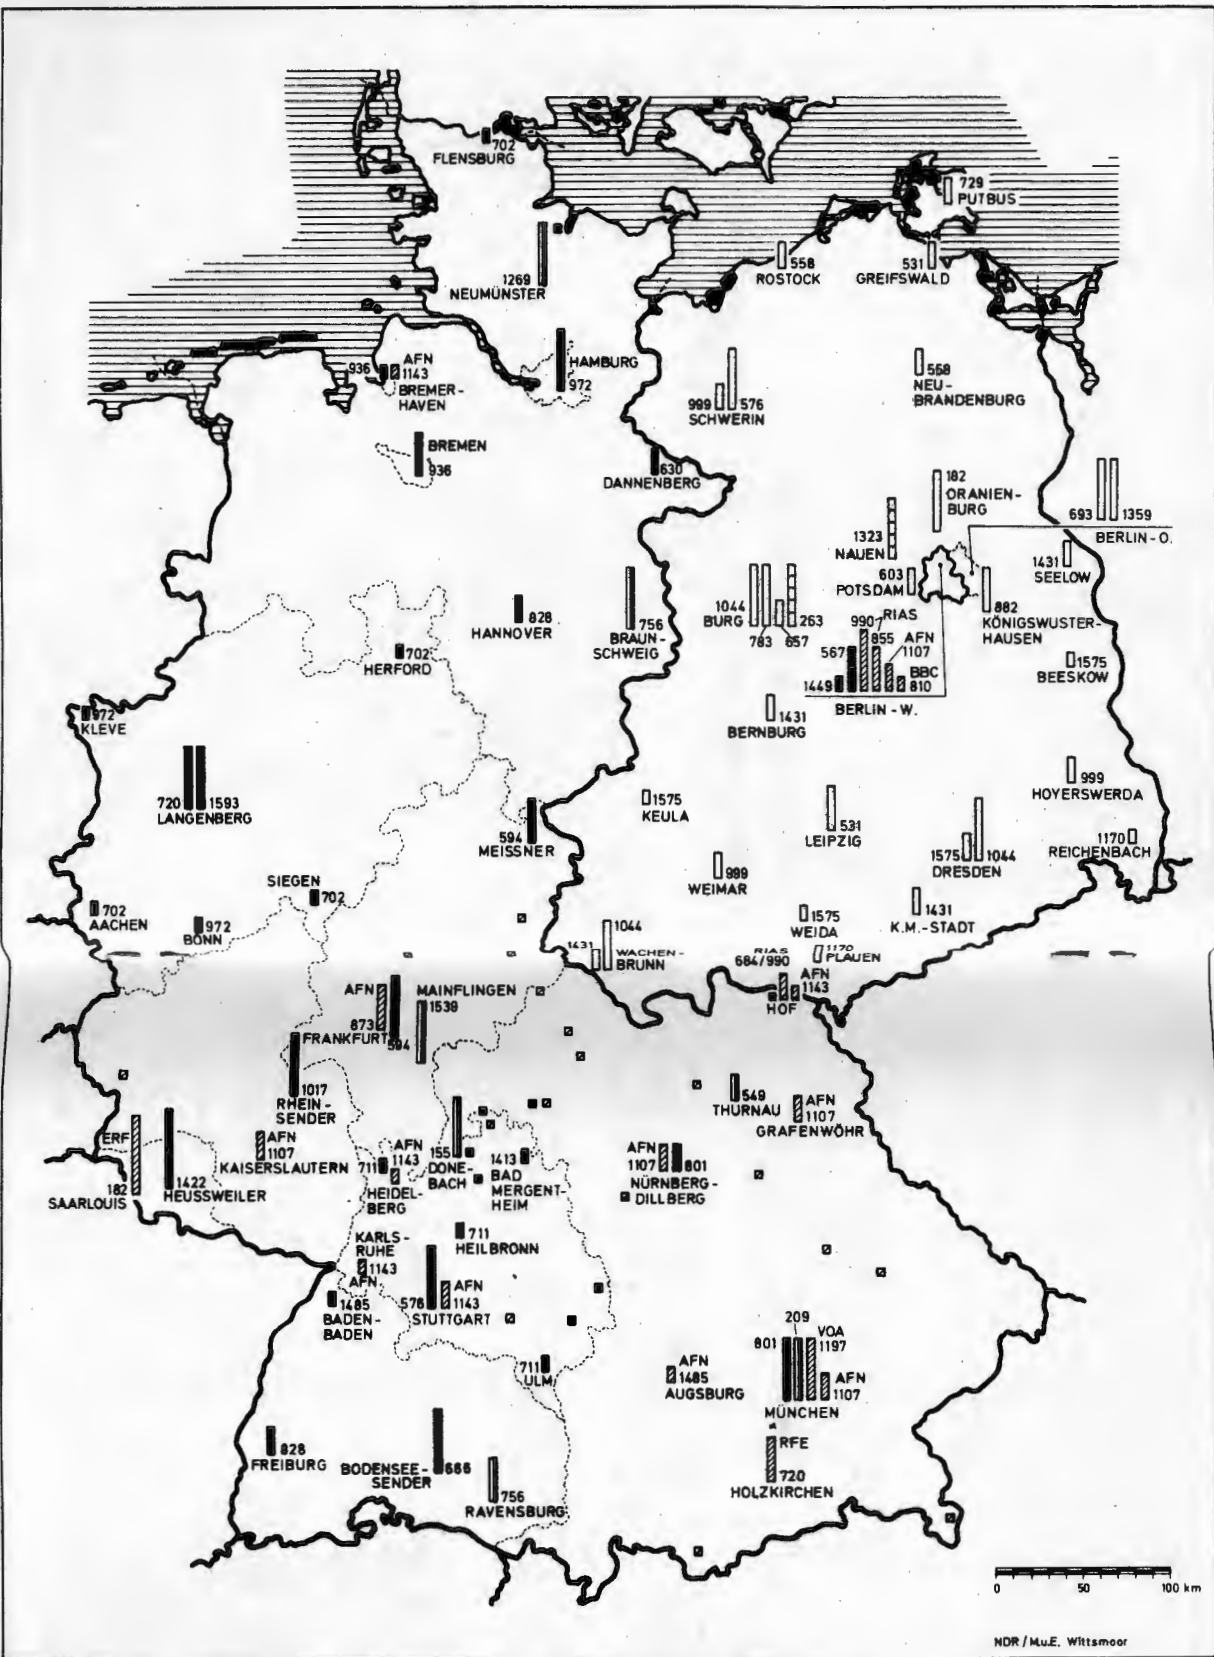 702
FLENSBURG
729
PUTBUS
1269
NEUMÜNSTER
558
ROSTOCK
531
GREIFSWALD
936
AFN
1143
BREMER-
HAVEN
HAMBURG
972
999
576
SCHWERIN
558
NEU-
BRANDENBURG
BREMEN
936
630
DANNENBERG
182
ORANIEN-
BURG
693
1359
BERLIN-O.
1323
NAUEN
1431
SEELOW
603
POTSDAM
882
KÖNIGSWUSTER-
HAUSEN
828
HANNOVER
756
BRAUN-
SCHWEIG
1044
BURG
263
783
657
990
RIAS
855
AFN
1107
567
BBC
1449
810
BERLIN-W.
702
HERFORD
1575
BEESKOW
972
KLEVE
1431
BERNBURG
720
1593
LANGENBERG
1575
KEULA
999
HOYERSWERDA
594
MEISSNER
531
LEIPZIG
1575
1044
DRESDEN
1170
REICHENBACH
999
WEIMAR
SIEGEN
702
702
AACHEN
972
BONN
1575
WEIDA
1431
K.M.-STADT
1044
1431
WACHEN-
BRUNN
1170
PLAUEN
RIAS
684/990
AFN
1143
HOF
AFN
873
FRANKFURT
594
MAINFLINGEN
1539
1017
RHEIN-
SENDER
549
THURNAU
AFN
1107
GRAFENWÖHR
ERF
182
SAARLOUIS
1422
HEUSSWEILER
AFN
1107
KAISERSLAUTERN
711
AFN
1143
HEIDEL-
BERG
155
DONE-
BACH
1413
BAD
MERGENT-
HEIM
AFN
1107
801
NÜRNBERG-
DILLBERG
711
HEILBRONN
KARLS-
RUHE
1143
AFN
1485
BADEN-
BADEN
576
AFN
1143
STUTTGART
711
ULM
AFN
1485
AUGSBURG
209
801
VOA
1197
AFN
1107
MÜNCHEN
828
FREIBURG
666
BODENSEE-
SENDER
756
RAVENSBURG
RFE
720
HOLZKIRCHEN
0 50 100 km
NDR / M.u.E. Wittsmoor